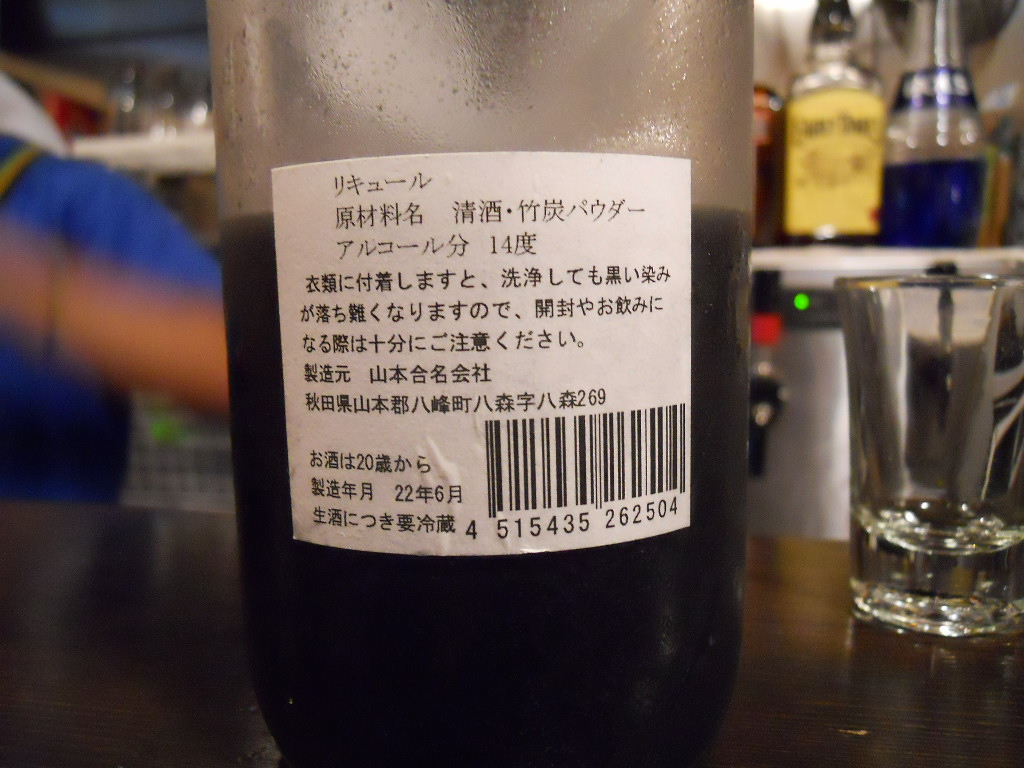 リキュール
原材料名　清酒・竹炭パウダー
アルコール分　14度
衣類に付着しますと、洗浄しても黒い染み
が落ち難くなりますので、開封やお飲みに
なる際は十分にご注意ください。
製造元　山本合名会社
秋田県山本郡八峰町八森字八森269
お酒は20歳から
製造年月　22年6月
生酒につき要冷蔵
4 515435 262504